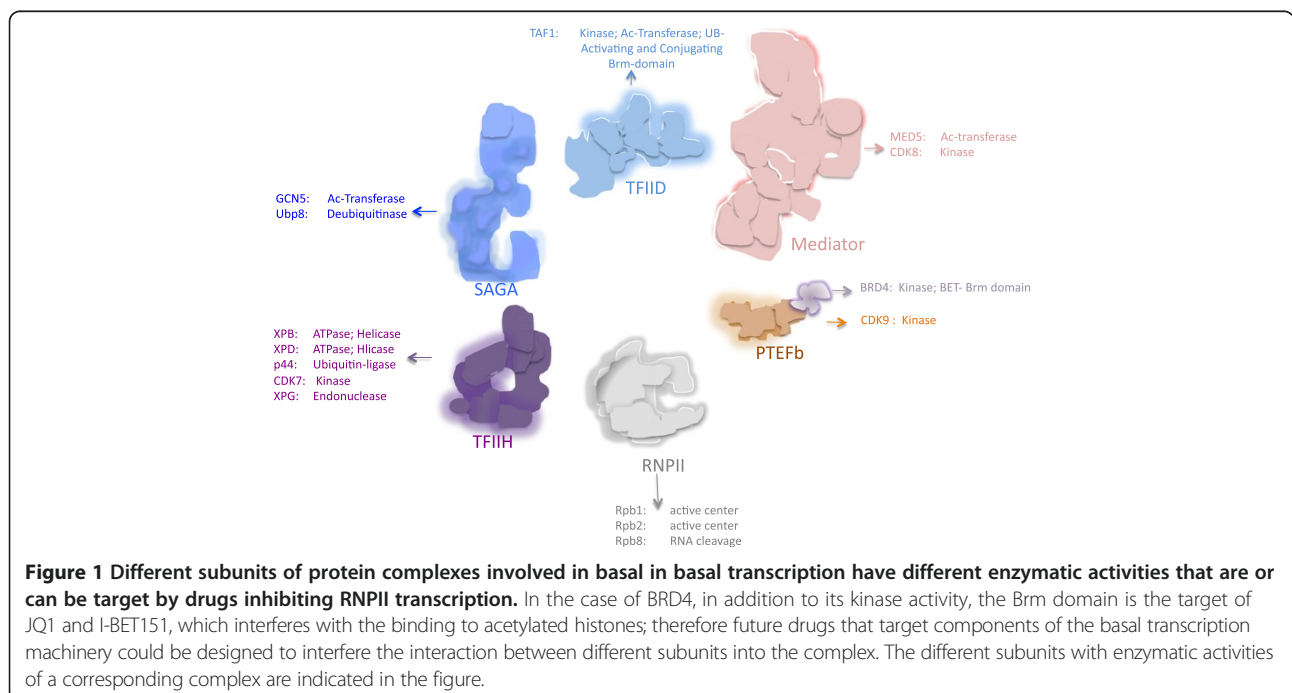 TAF1: Kinase; Ac-Transferase; UB-
Activating and Conjugating
Brm-domain
TFIID
MED5: Ac-transferase
CDK8: Kinase
Mediator
GCN5: Ac-Transferase
Ubp8: Deubiquitinase
SAGA
BRD4: Kinase; BET- Brm domain
CDK9 : Kinase
PTEFb
XPB: ATPase; Helicase
XPD: ATPase; Hlicase
p44: Ubiquitin-ligase
CDK7: Kinase
XPG: Endonuclease
TFIIH
RNPII
Rpb1: active center
Rpb2: active center
Rpb8: RNA cleavage
Figure 1 Different subunits of protein complexes involved in basal in basal transcription have different enzymatic activities that are or
can be target by drugs inhibiting RNPII transcription. In the case of BRD4, in addition to its kinase activity, the Brm domain is the target of
JQ1 and I-BET151, which interferes with the binding to acetylated histones; therefore future drugs that target components of the basal transcription
machinery could be designed to interfere the interaction between different subunits into the complex. The different subunits with enzymatic activities
of a corresponding complex are indicated in the figure.